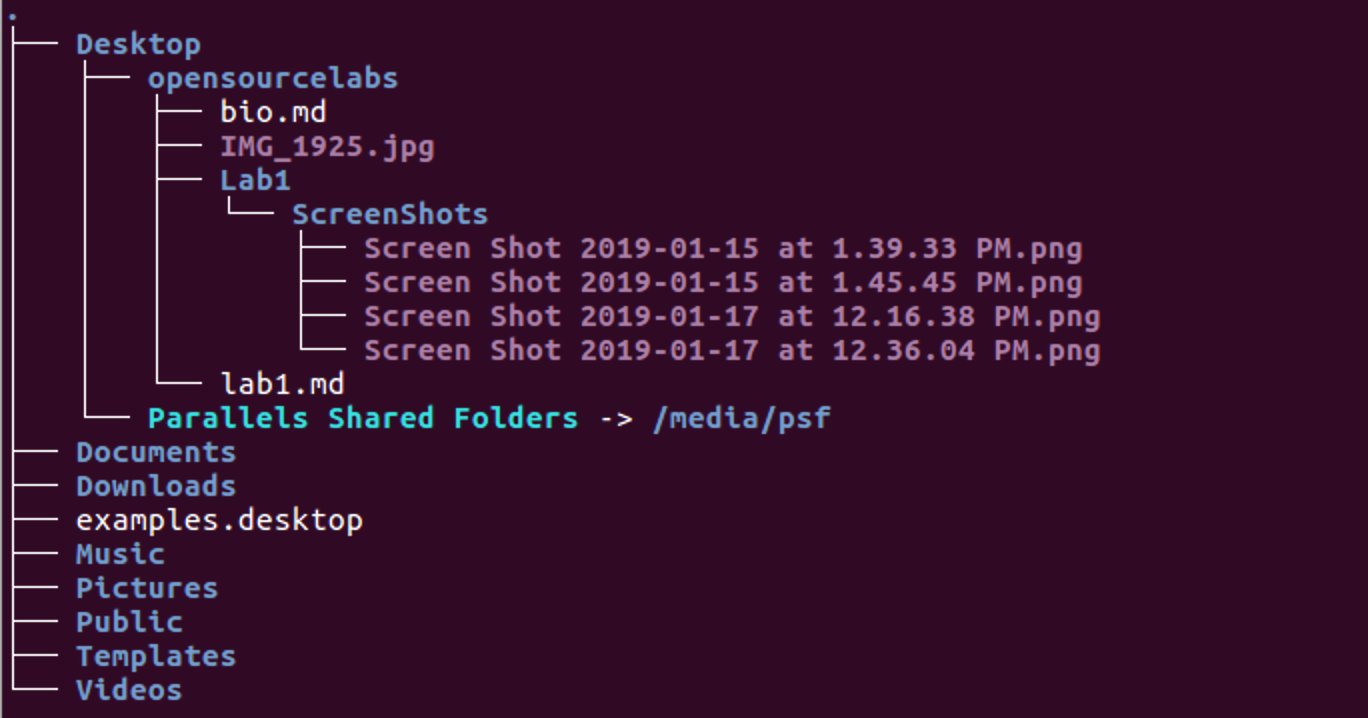 .
├── Desktop
│   ├── opensourcelabs
│   │   ├── bio.md
│   │   ├── IMG_1925.jpg
│   │   ├── Lab1
│   │   │   └── ScreenShots
│   │   │       ├── Screen Shot 2019-01-15 at 1.39.33 PM.png
│   │   │       ├── Screen Shot 2019-01-15 at 1.45.45 PM.png
│   │   │       ├── Screen Shot 2019-01-17 at 12.16.38 PM.png
│   │   │       └── Screen Shot 2019-01-17 at 12.36.04 PM.png
│   │   └── lab1.md
│   └── Parallels Shared Folders -> /media/psf
├── Documents
├── Downloads
├── examples.desktop
├── Music
├── Pictures
├── Public
├── Templates
└── Videos